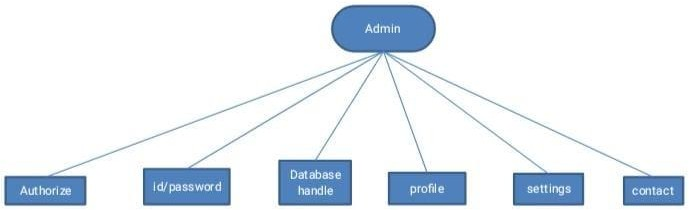 Admin
Authorize
id/password
Database
handle
profile
settings
contact